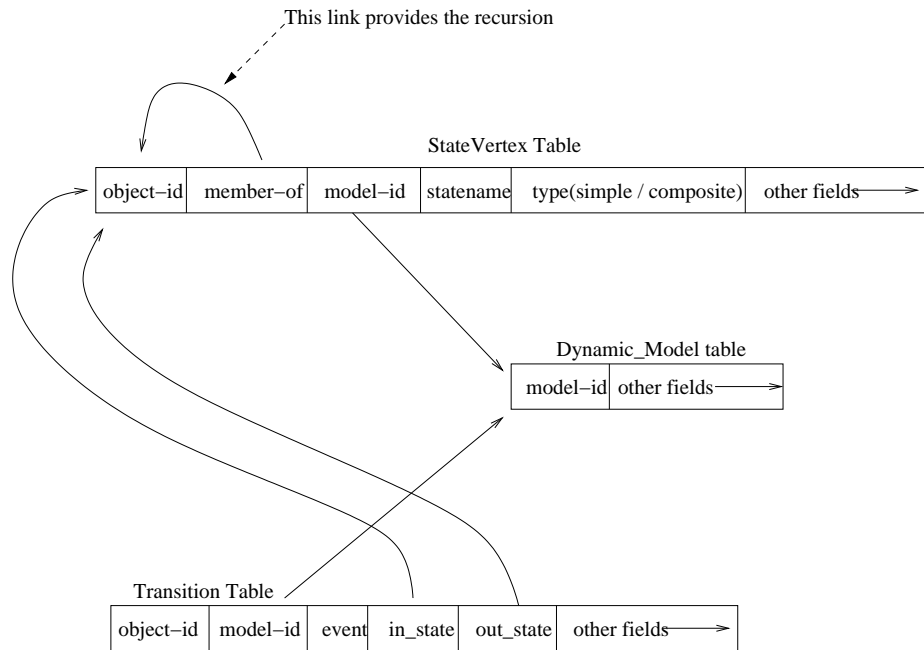 This link provides the recursion
StateVertex Table
object-id member-of model-id statename type(simple / composite) other fields
Dynamic_Model table
model-id other fields
Transition Table
object-id model-id event in_state out_state other fields